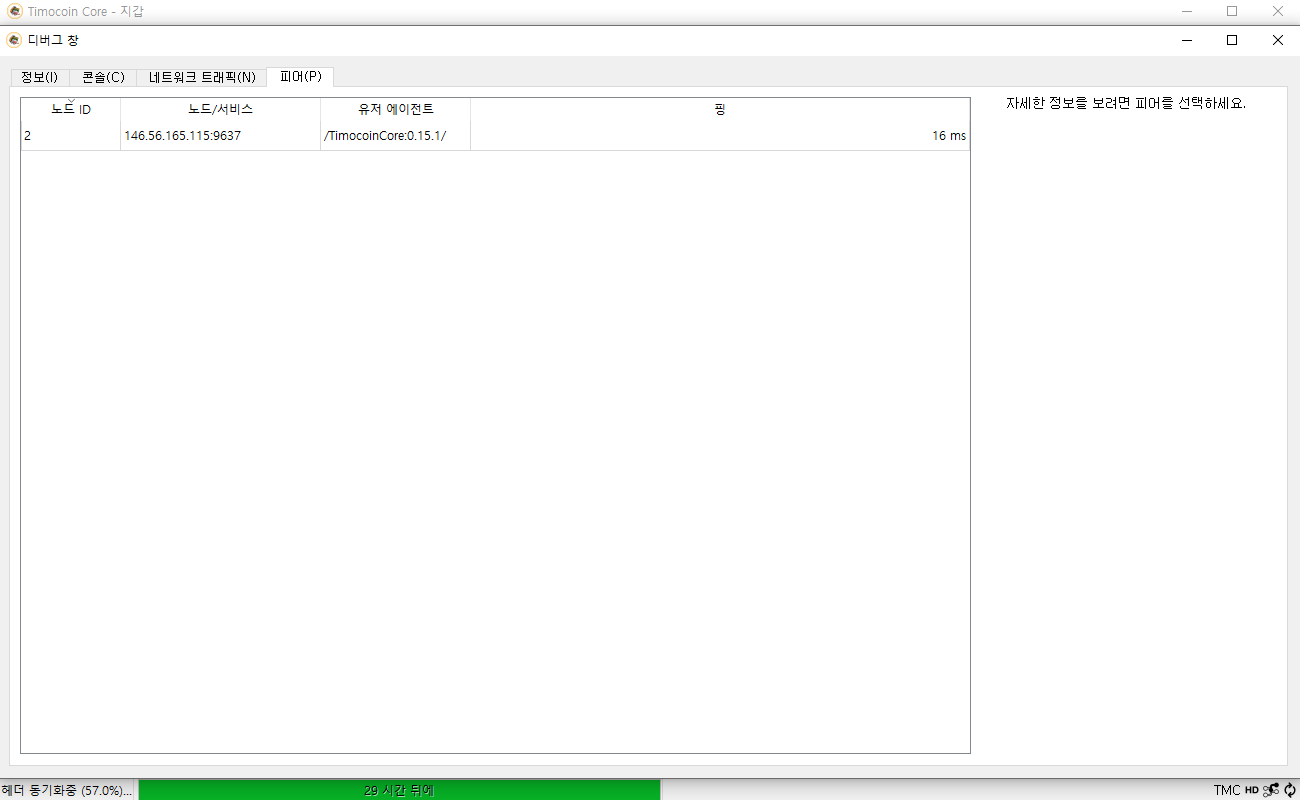 Timocoin Core - 지갑
디버그 창
정보(I) 콘솔(C) 네트워크 트래픽(N) 피어(P)
노드 ID 노드/서비스 유저 에이전트 핑
2 146.56.165.115:9637 /TimocoinCore:0.15.1/ 16 ms
자세한 정보를 보려면 피어를 선택하세요.
헤더 동기화중 (57.0%)... 29 시간 뒤에 TMC HD